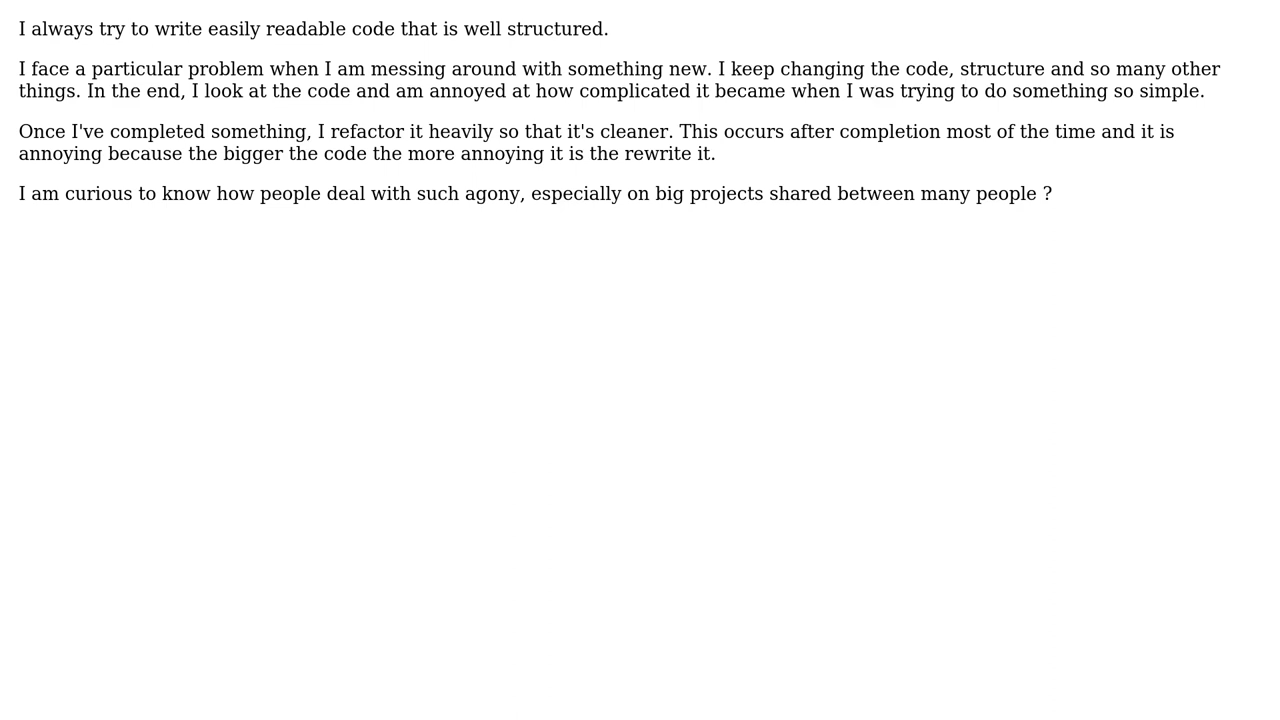 I always try to write easily readable code that is well structured.
I face a particular problem when I am messing around with something new. I keep changing the code, structure and so many other
things. In the end, I look at the code and am annoyed at how complicated it became when I was trying to do something so simple.
Once I've completed something, I refactor it heavily so that it's cleaner. This occurs after completion most of the time and it is
annoying because the bigger the code the more annoying it is the rewrite it.
I am curious to know how people deal with such agony, especially on big projects shared between many people ?